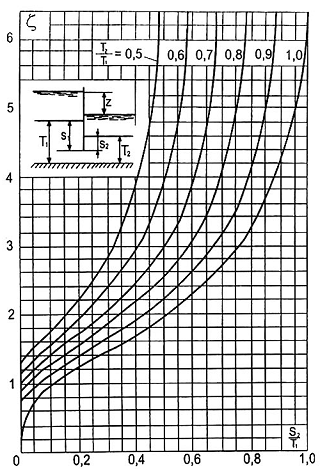 ζ
6
T₂/T₁ = 0,5 0,6 0,7 0,8 0,9 1,0
5
Z
T₁ S₁ S₂ T₂
4
3
2
1
0 0,2 0,4 0,6 0,8 1,0
S₁/T₁